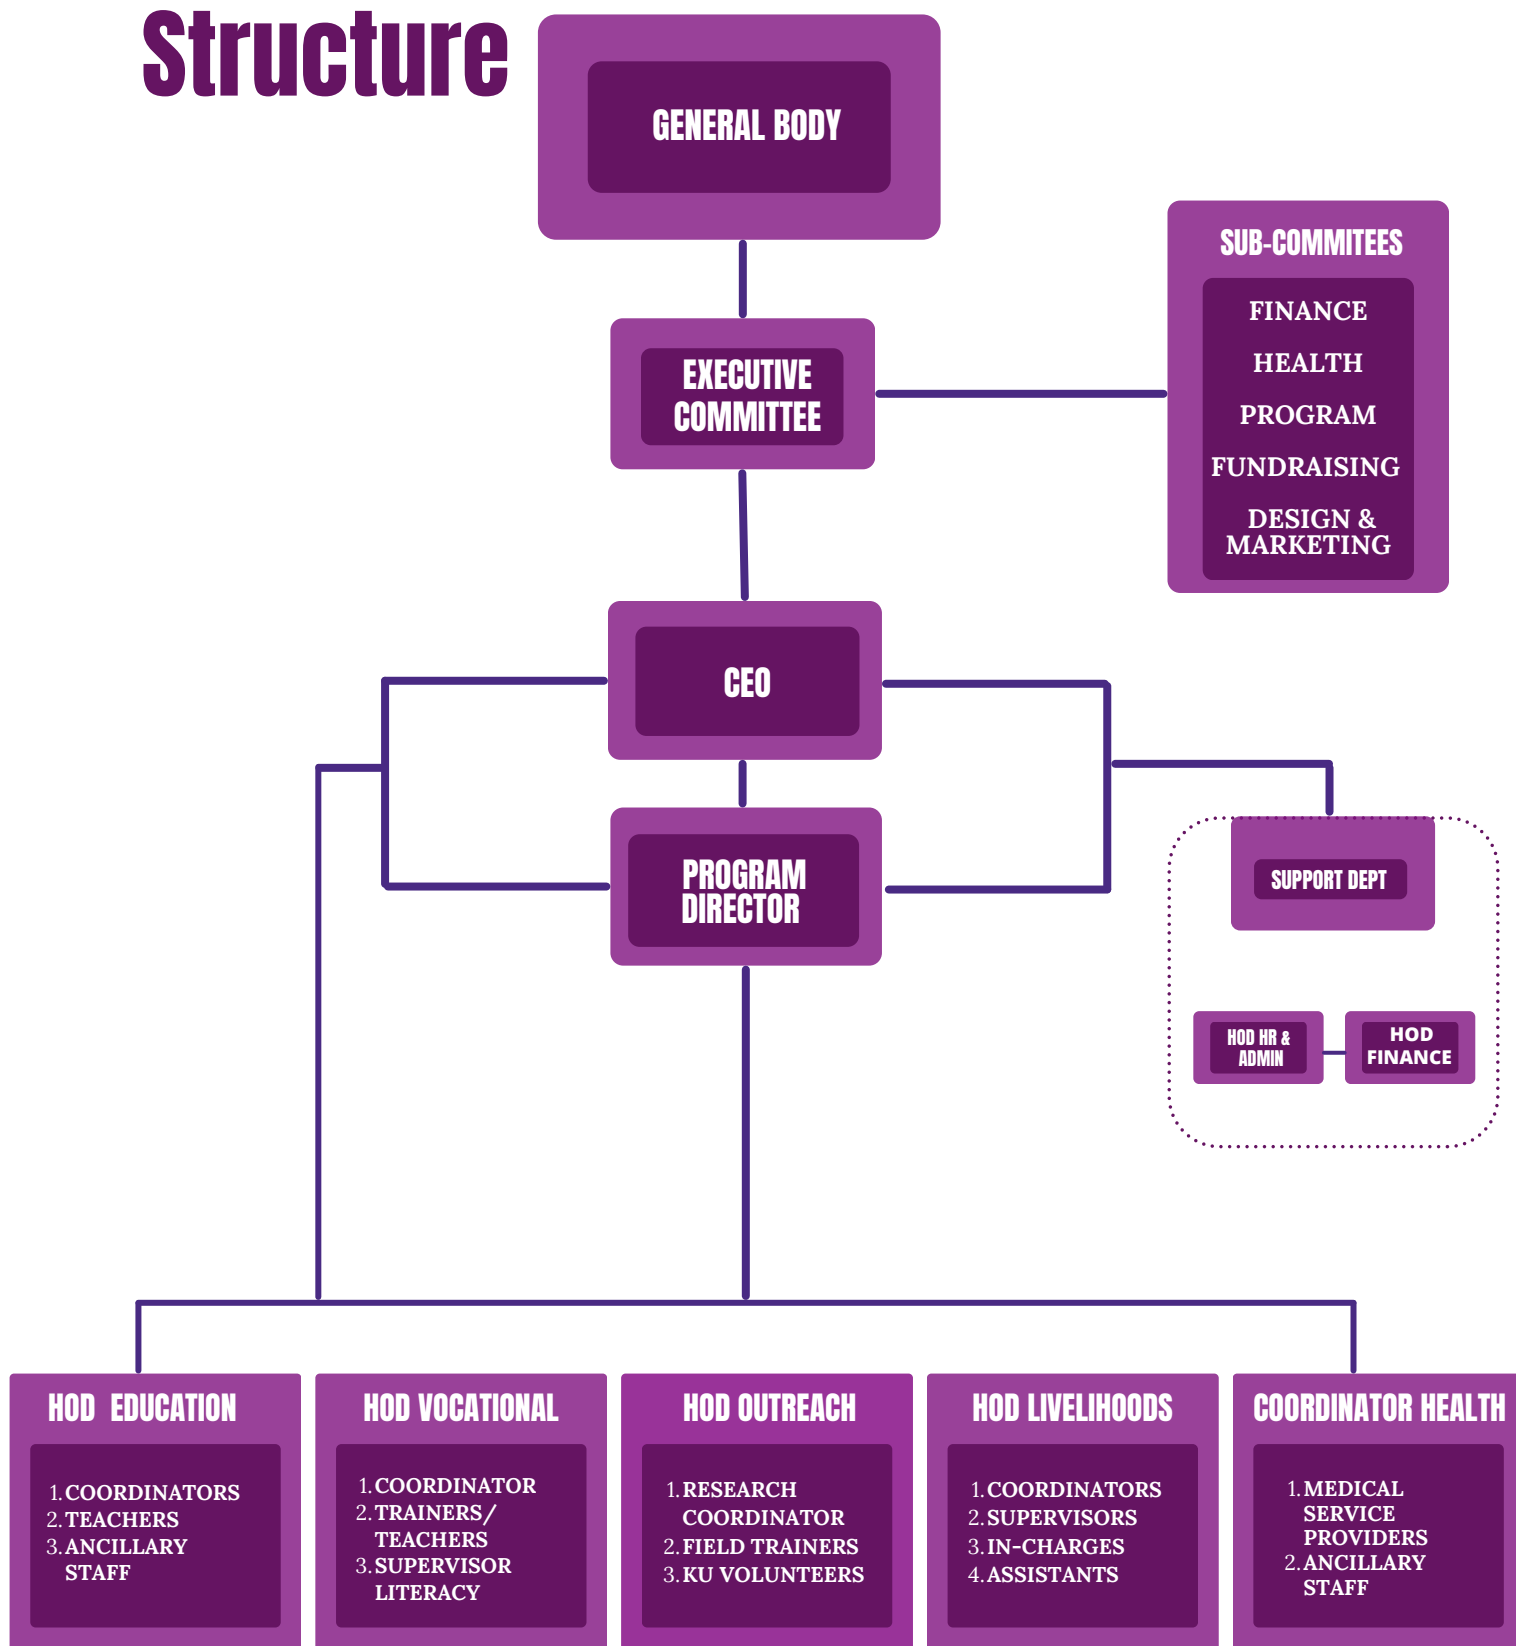 Structure
GENERAL BODY
SUB-COMMITEES
FINANCE
HEALTH
PROGRAM
FUNDRAISING
DESIGN &
MARKETING
EXECUTIVE
COMMITTEE
CEO
PROGRAM
DIRECTOR
SUPPORT DEPT
HOD HR &
ADMIN
HOD
FINANCE
HOD EDUCATION
1. COORDINATORS
2. TEACHERS
3. ANCILLARY
STAFF
HOD VOCATIONAL
1. COORDINATOR
2. TRAINERS/
TEACHERS
3. SUPERVISOR
LITERACY
HOD OUTREACH
1. RESEARCH
COORDINATOR
2. FIELD TRAINERS
3. KU VOLUNTEERS
HOD LIVELIHOODS
1. COORDINATORS
2. SUPERVISORS
3. IN-CHARGES
4. ASSISTANTS
COORDINATOR HEALTH
1. MEDICAL
SERVICE
PROVIDERS
2. ANCILLARY
STAFF